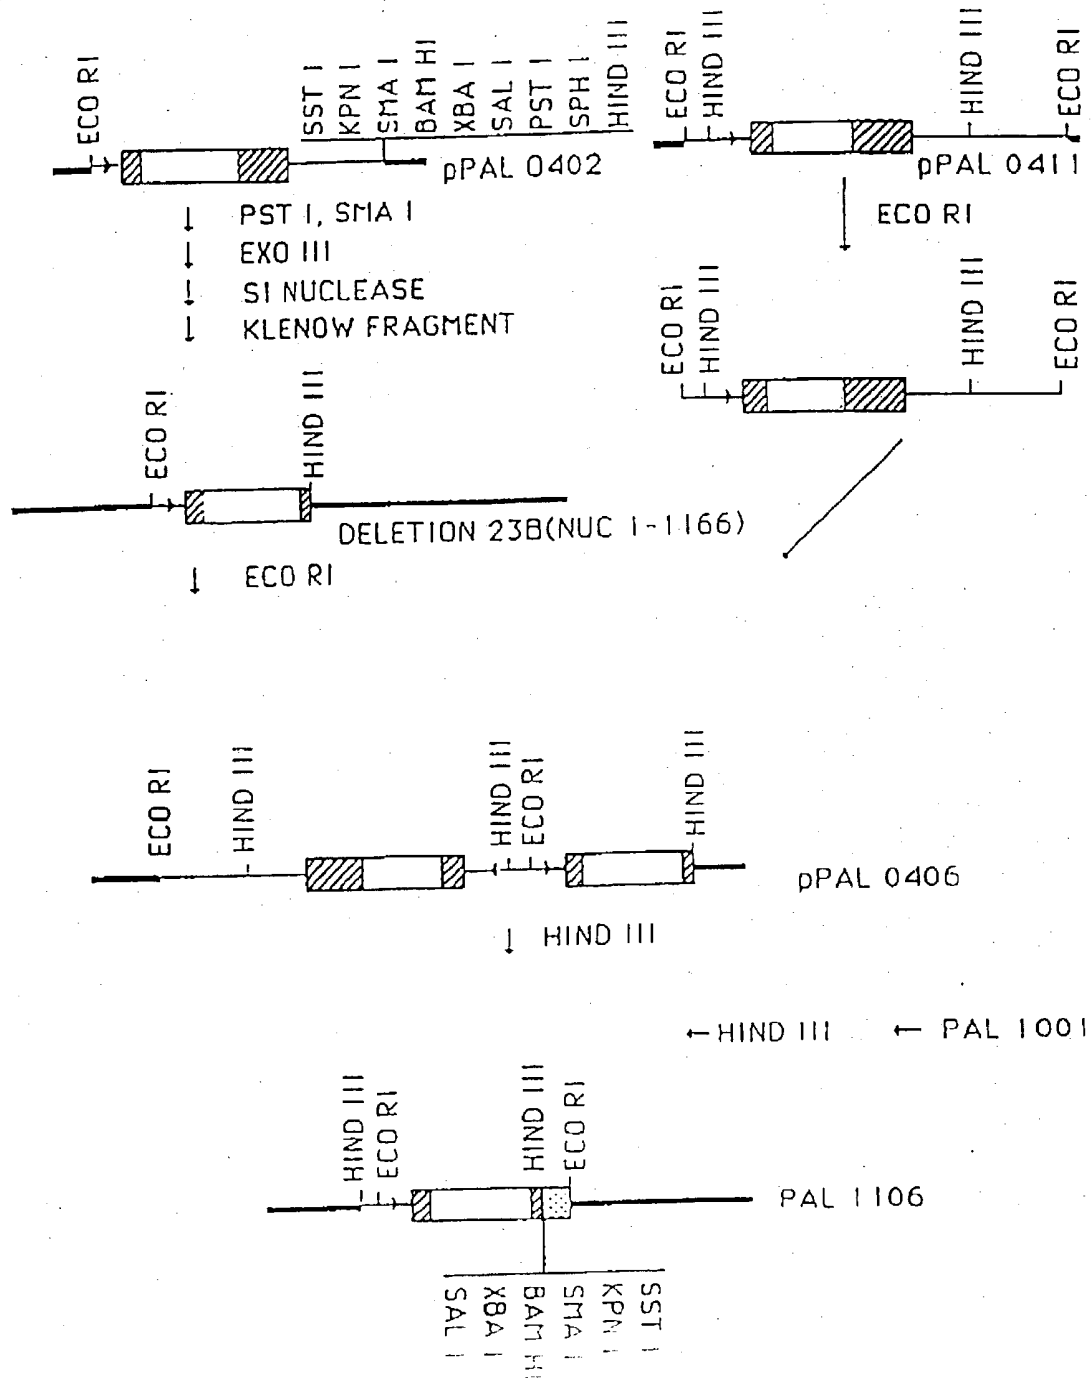 ECO RI
SST I
KPN I
SMA I
BAM HI
XBA I
SAL I
PST I
SPH I
HIND III
pPAL 0402
ECO RI
HIND III
HIND III
ECO RI
pPAL 0411
PST I, SMA I
EXO III
S1 NUCLEASE
KLENOW FRAGMENT
ECO RI
ECO RI
HIND III
HIND III
ECO RI
ECO RI
HIND III
DELETION 23B(NUC 1-1166)
ECO RI
ECO RI
HIND III
HIND III
ECO RI
HIND III
pPAL 0406
HIND III
HIND III
PAL 1001
HIND III
ECO RI
HIND III
ECO RI
PAL 1106
SAL I
XBA I
BAM HI
SMA I
KPN I
SST I